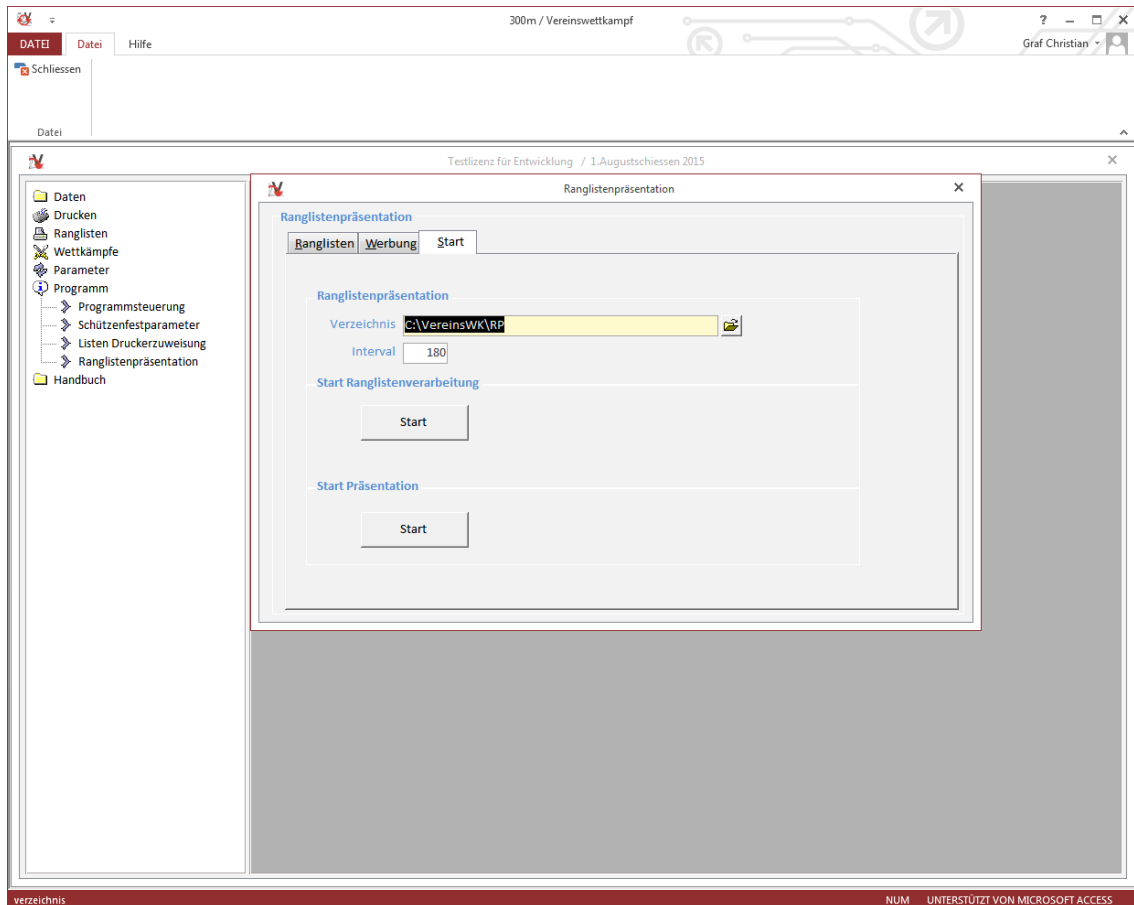 300m / Vereinswettkampf
?
DATEI Datei Hilfe
Graf Christian
Schliessen
Datei
Testlizenz für Entwicklung / 1.Augustschiessen 2015
Daten
Drucken
Ranglisten
Wettkämpfe
Parameter
Programm
Programmsteuerung
Schützenfestparameter
Listen Druckerzuweisung
Ranglistenpräsentation
Handbuch
Ranglistenpräsentation
Ranglistenpräsentation
Ranglisten Werbung Start
Ranglistenpräsentation
Verzeichnis C:\VereinsWK\RP
Interval 180
Start Ranglistenverarbeitung
Start
Start Präsentation
Start
verzeichnis
NUM UNTERSTÜTZT VON MICROSOFT ACCESS